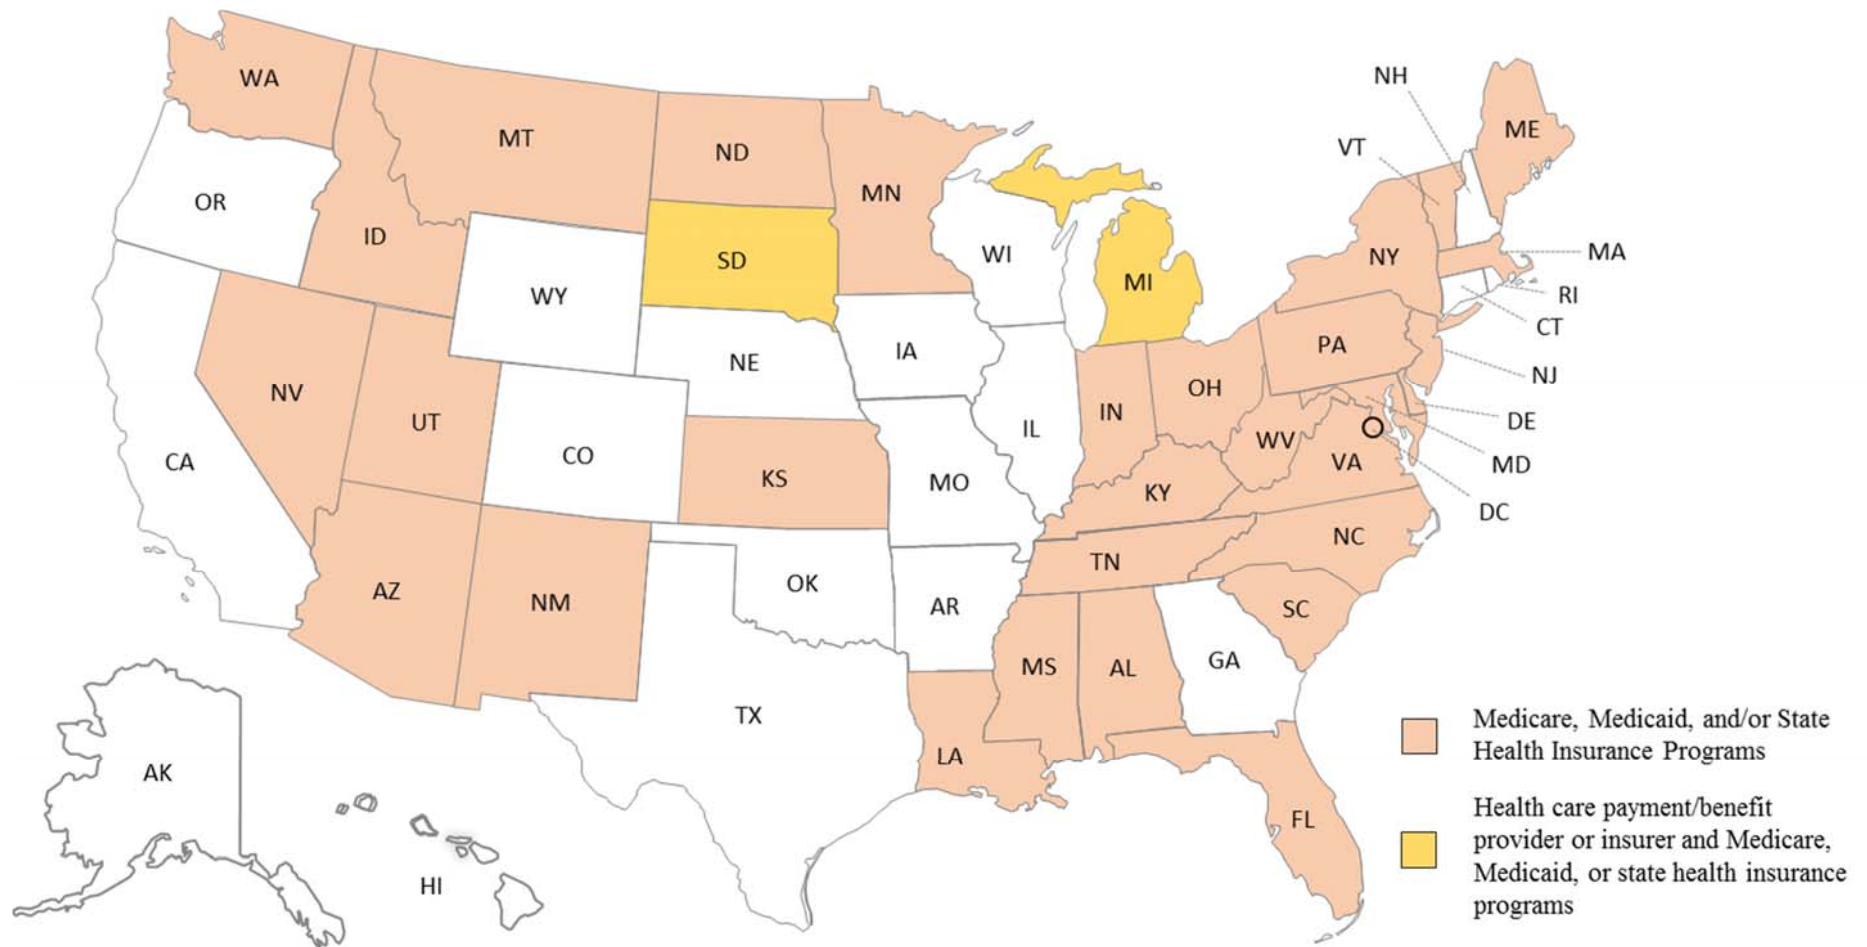 NH
WA
ME
MT
VT
ND
MN
OR
ID
MA
NY
WI
SD
MI
RI
WY
CT
PA
IA
NE
NJ
OH
NV
IN
UT
DE
IL
WV
CO
CA
VA
MD
KS
MO
KY
DC
NC
TN
OK
AZ
NM
AR
SC
GA
MS
AL
TX
LA
AK
FL
HI
Medicare, Medicaid, and/or State
Health Insurance Programs
Health care payment/benefit
provider or insurer and Medicare,
Medicaid, or state health insurance
programs